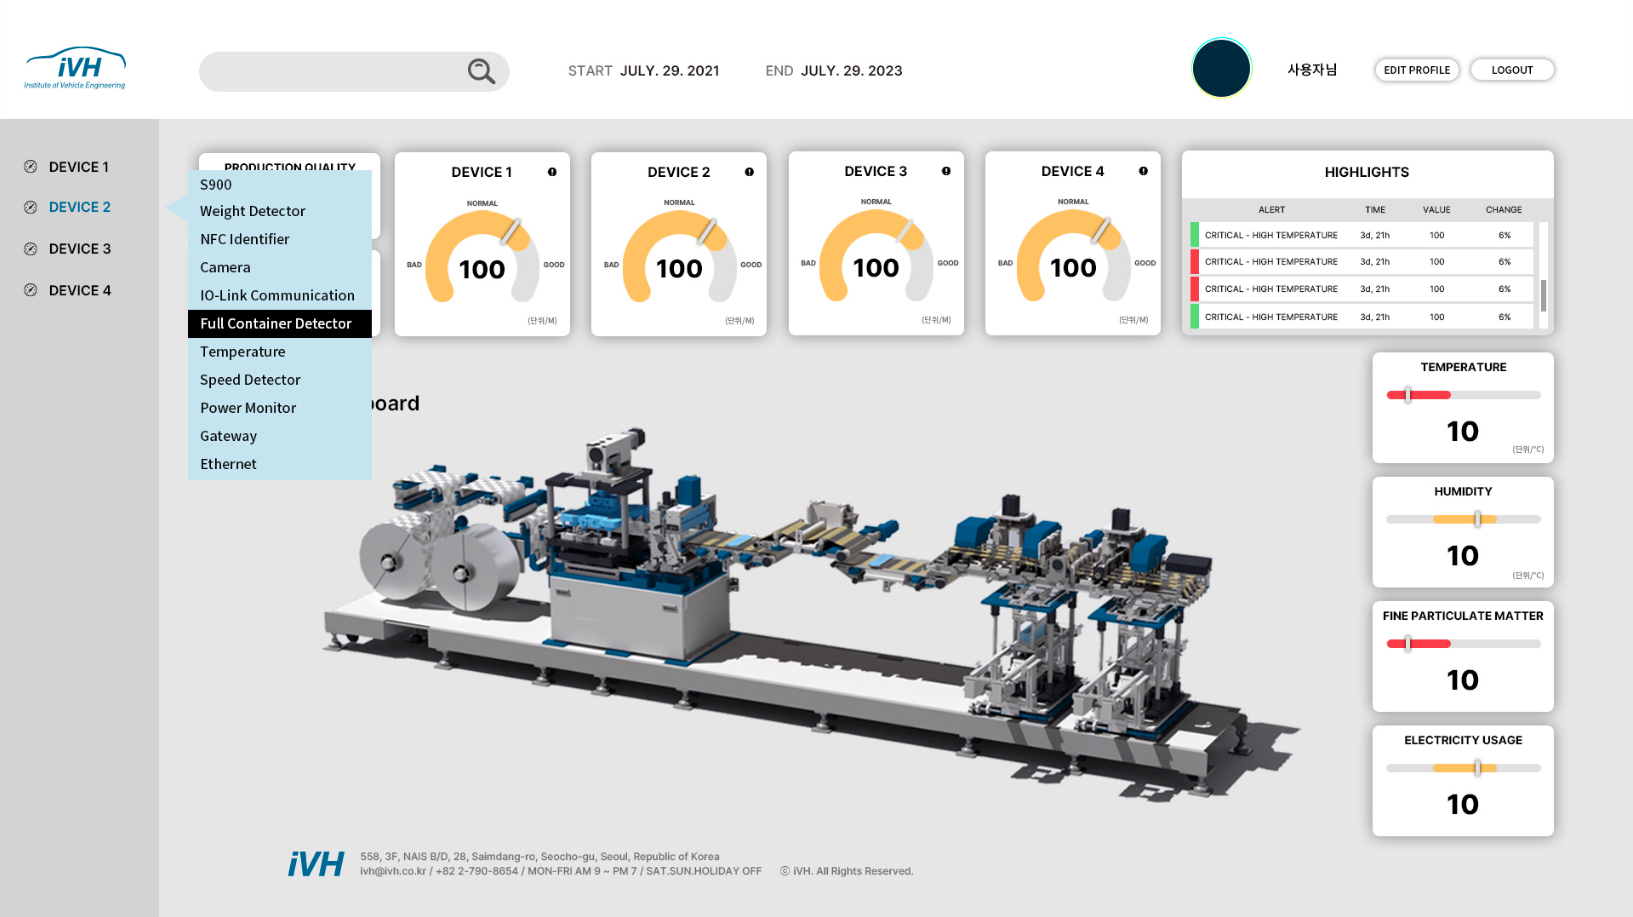 iVH
Institute of Vehicle Engineering
START JULY. 29. 2021
END JULY. 29. 2023
사용자님
EDIT PROFILE
LOGOUT
DEVICE 1
DEVICE 2
DEVICE 3
DEVICE 4
PRODUCTION QUALITY
S900
Weight Detector
NFC Identifier
Camera
IO-Link Communication
Full Container Detector
Temperature
Speed Detector
Power Monitor
Gateway
Ethernet
DEVICE 1
NORMAL
BAD
100
GOOD
(단위/M)
DEVICE 2
NORMAL
BAD
100
GOOD
(단위/M)
DEVICE 3
NORMAL
BAD
100
GOOD
(단위/M)
DEVICE 4
NORMAL
BAD
100
GOOD
(단위/M)
HIGHLIGHTS
ALERT TIME VALUE CHANGE
CRITICAL - HIGH TEMPERATURE 3d, 21h 100 6%
CRITICAL - HIGH TEMPERATURE 3d, 21h 100 6%
CRITICAL - HIGH TEMPERATURE 3d, 21h 100 6%
CRITICAL - HIGH TEMPERATURE 3d, 21h 100 6%
board
TEMPERATURE
10
(단위/°C)
HUMIDITY
10
(단위/°C)
FINE PARTICULATE MATTER
10
ELECTRICITY USAGE
10
iVH
558, 3F, NAIS B/D, 28, Saimdang-ro, Seocho-gu, Seoul, Republic of Korea
ivh@ivh.co.kr / +82 2-790-8654 / MON-FRI AM 9 ~ PM 7 / SAT.SUN.HOLIDAY OFF ⓒ iVH. All Rights Reserved.